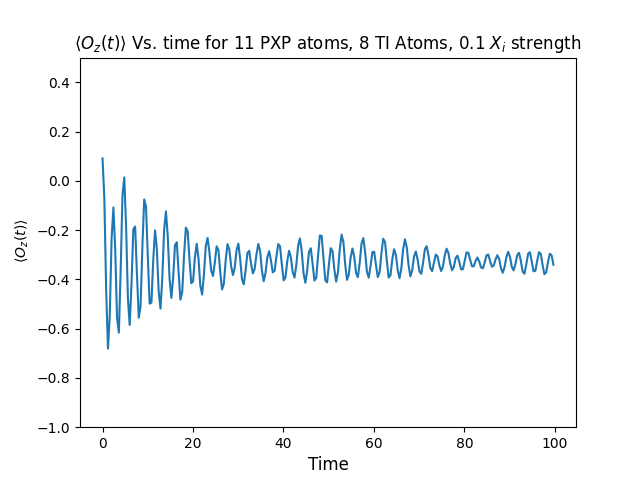 ⟨O_z(t)⟩ Vs. time for 11 PXP atoms, 8 TI Atoms, 0.1 X_i strength
0.4
0.2
0.0
−0.2
−0.4
−0.6
−0.8
−1.0
⟨O_z(t)⟩
0 20 40 60 80 100
Time